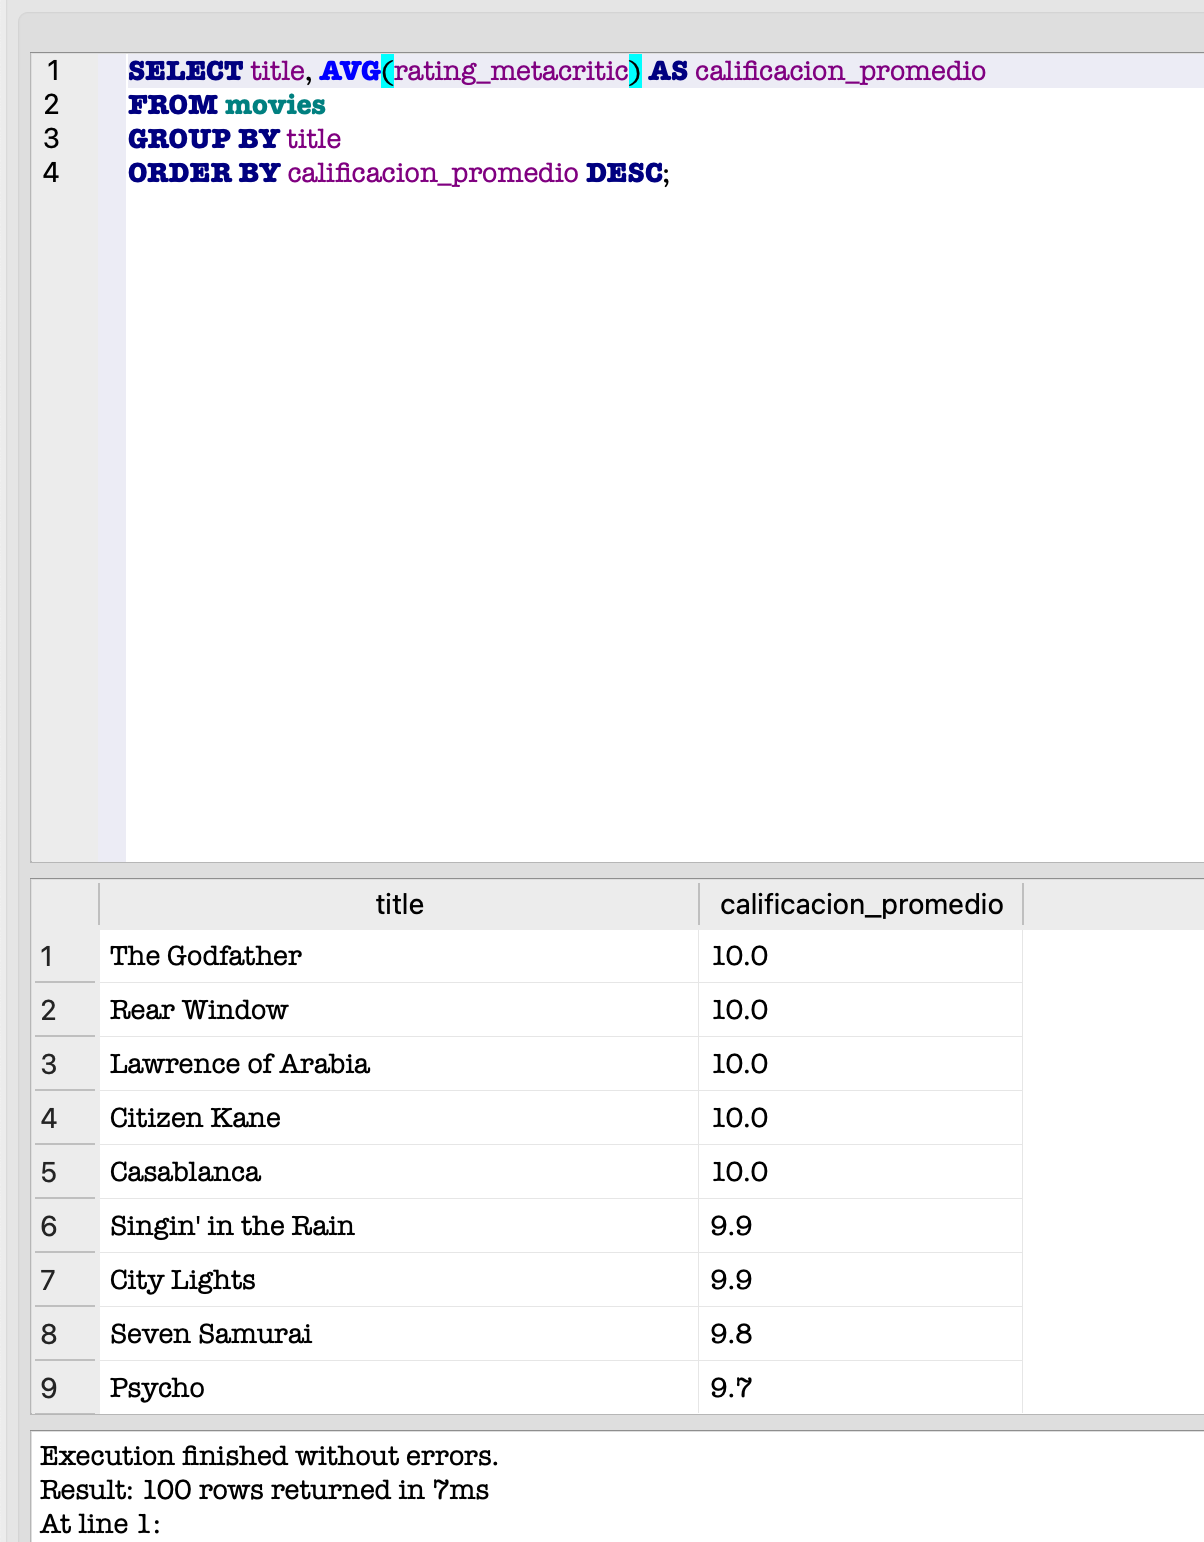 1 SELECT title, AVG(rating_metacritic) AS calificacion_promedio
2 FROM movies
3 GROUP BY title
4 ORDER BY calificacion_promedio DESC;
title calificacion_promedio
1 The Godfather 10.0
2 Rear Window 10.0
3 Lawrence of Arabia 10.0
4 Citizen Kane 10.0
5 Casablanca 10.0
6 Singin' in the Rain 9.9
7 City Lights 9.9
8 Seven Samurai 9.8
9 Psycho 9.7
Execution finished without errors.
Result: 100 rows returned in 7ms
At line 1: